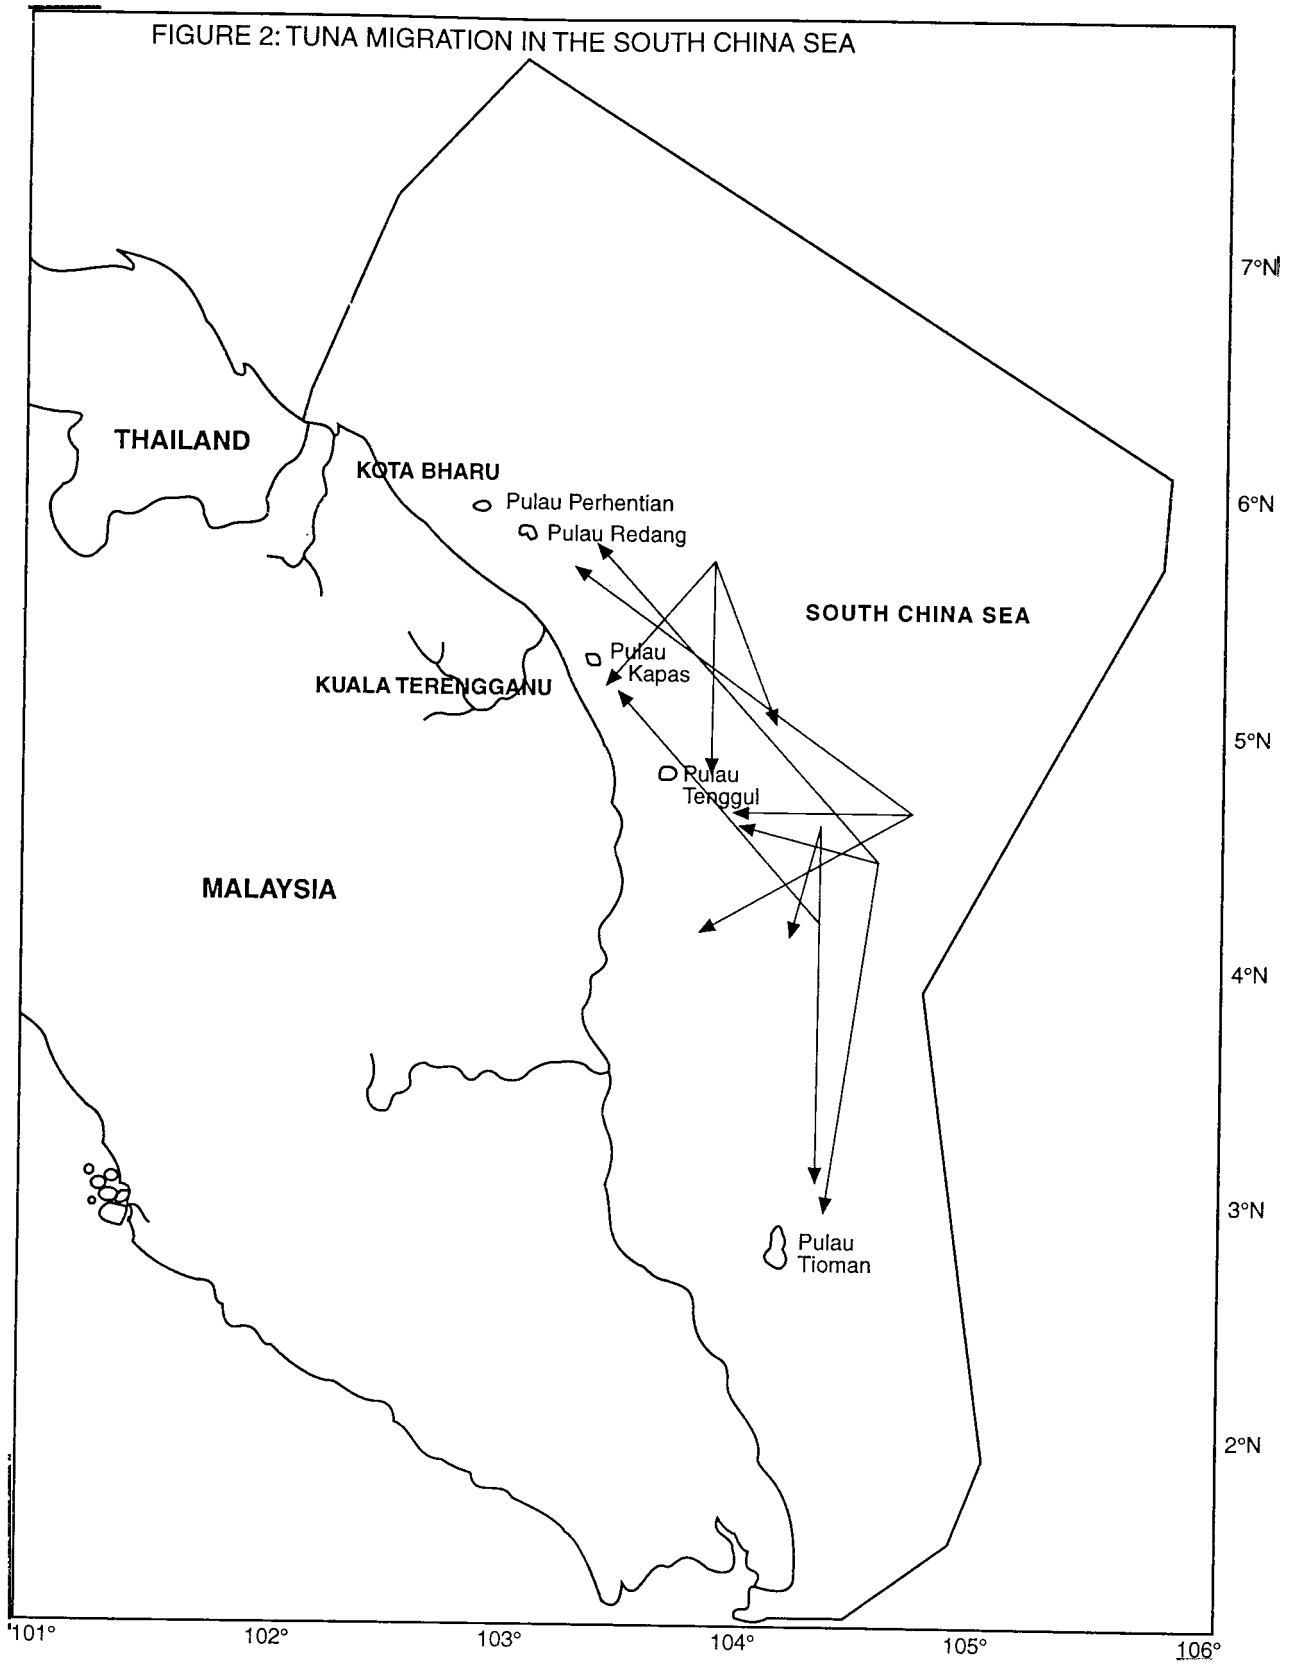 FIGURE 2: TUNA MIGRATION IN THE SOUTH CHINA SEA
7°N
THAILAND
KOTA BHARU
Pulau Perhentian
6°N
Pulau Redang
SOUTH CHINA SEA
Pulau
Kapas
KUALA TERENGGANU
5°N
Pulau
Tenggul
MALAYSIA
4°N
3°N
Pulau
Tioman
2°N
101° 102° 103° 104° 105° 106°